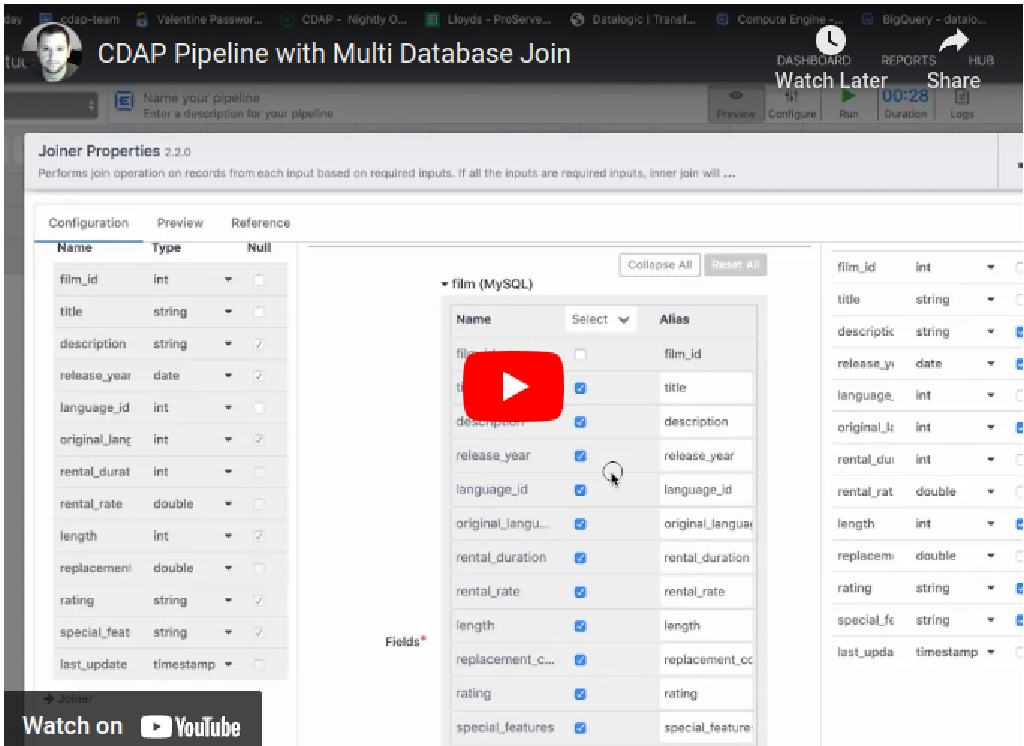 day cdap-team Valentine Passwor... CDAP - Nightly O... Lloyds - ProServe... Datalogic | Transf... Compute Engine -... BigQuery - datalo...
CDAP Pipeline with Multi Database Join
DASHBOARD REPORTS HUB
Watch Later Share
Name your pipeline
Enter a description for your pipeline
Preview Configure Run 00:28 Duration Logs
Joiner Properties 2.2.0
Performs join operation on records from each input based on required inputs. If all the inputs are required inputs, inner join will ...
Configuration Preview Reference
Name Type Null
film_id int
title string
description string
release_year date
language_id int
original_lang int
rental_durat int
rental_rate double
length int
replacement double
rating string
special_feat string
last_update timestamp
Joiner
Collapse All Reset All
film (MySQL)
Name Select Alias
film_id
title
description description
release_year release_year
language_id language_id
original_langu... original_languag
rental_duration rental_duration
rental_rate rental_rate
length length
Fields*
replacement_c... replacement_co
rating rating
special_features special_feature
film_id int
title string
descriptic string
release_y date
language_ int
original_la int
rental_dur int
rental_rat double
length int
replacem double
rating string
special_fe string
last_upda timestamp
Watch on YouTube